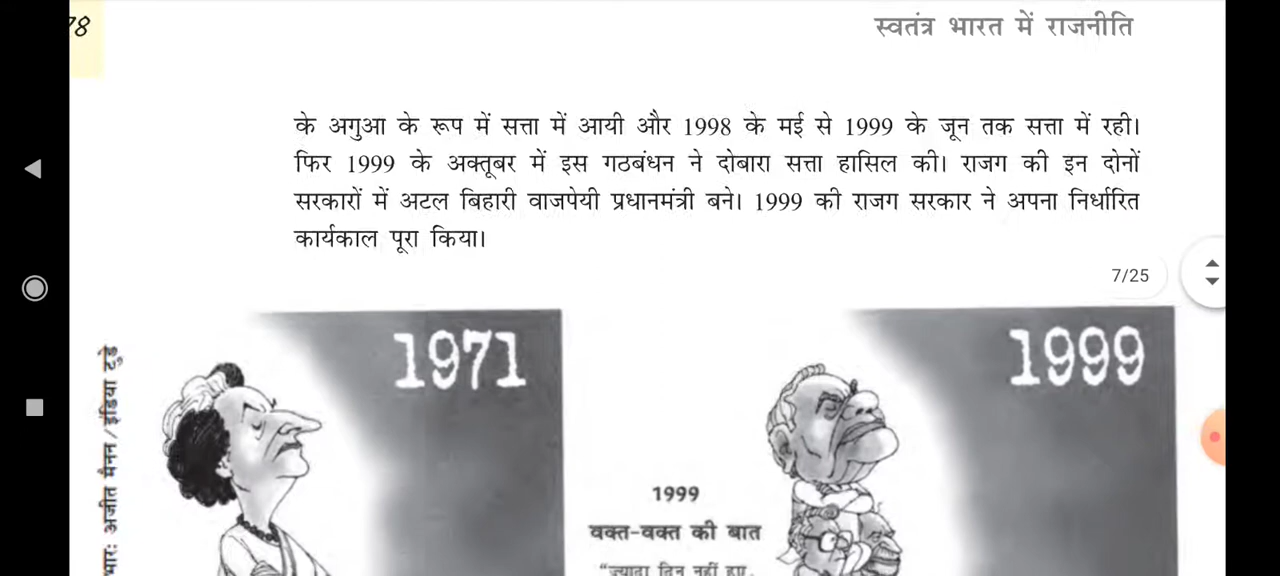 78
स्वतंत्र भारत में राजनीति
के अगुआ के रूप में सत्ता में आयी और 1998 के मई से 1999 के जून तक सत्ता में रही।
फिर 1999 के अक्तूबर में इस गठबंधन ने दोबारा सत्ता हासिल की। राजग की इन दोनों
सरकारों में अटल बिहारी वाजपेयी प्रधानमंत्री बने। 1999 की राजग सरकार ने अपना निर्धारित
कार्यकाल पूरा किया।
7/25
1971
1999
भार: अजीत मैनन / इंडिया टुडे
1999
वक्त-वक्त की बात
“ज़्यादा दिन नहीं हुए,